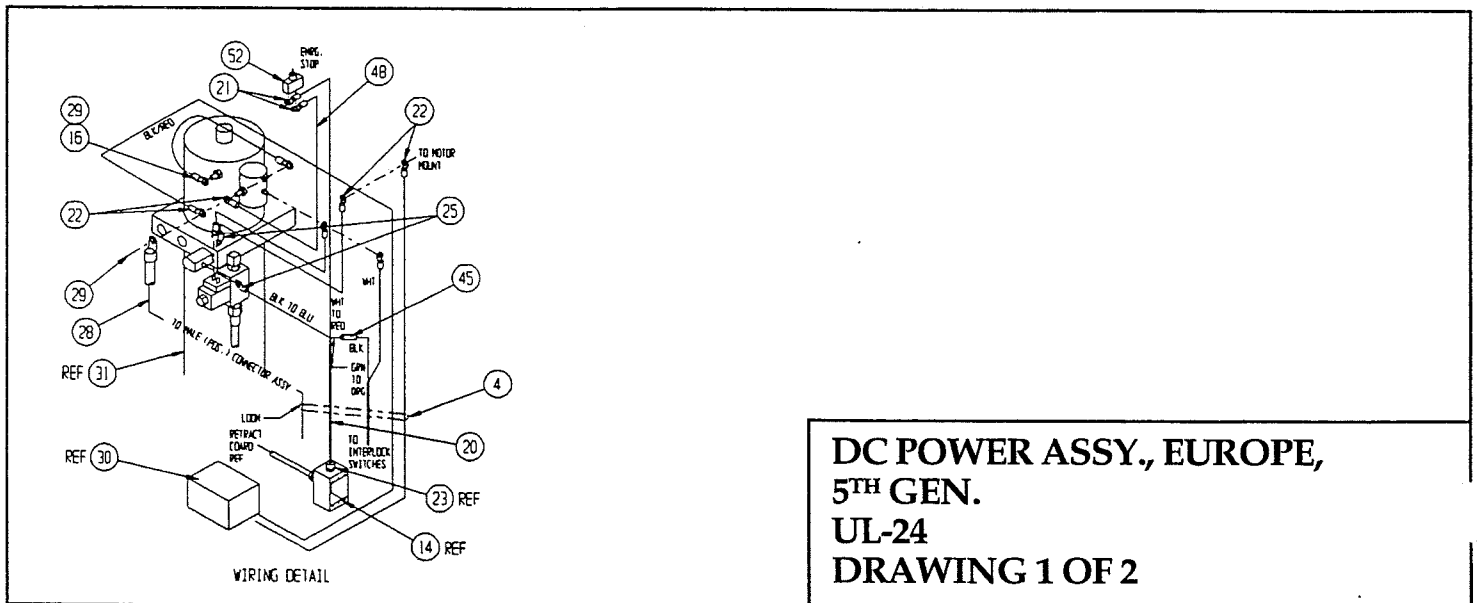 52
EMRG.
STOP
21
48
29
16
22
BLK/RED
TO MOTOR
MOUNT
22
25
29
WHT
45
28
BLK TO BLU
WHT
TO
RED
TO MALE (POS.) CONNECTOR ASSY
BLK
REF 31
GRN
TO
ORG
4
LOOM
20
RETRACT
COARD
REF
TO
INTERLOCK
SWITCHES
REF 30
23 REF
14 REF
WIRING DETAIL
DC POWER ASSY., EUROPE,
5TH GEN.
UL-24
DRAWING 1 OF 2